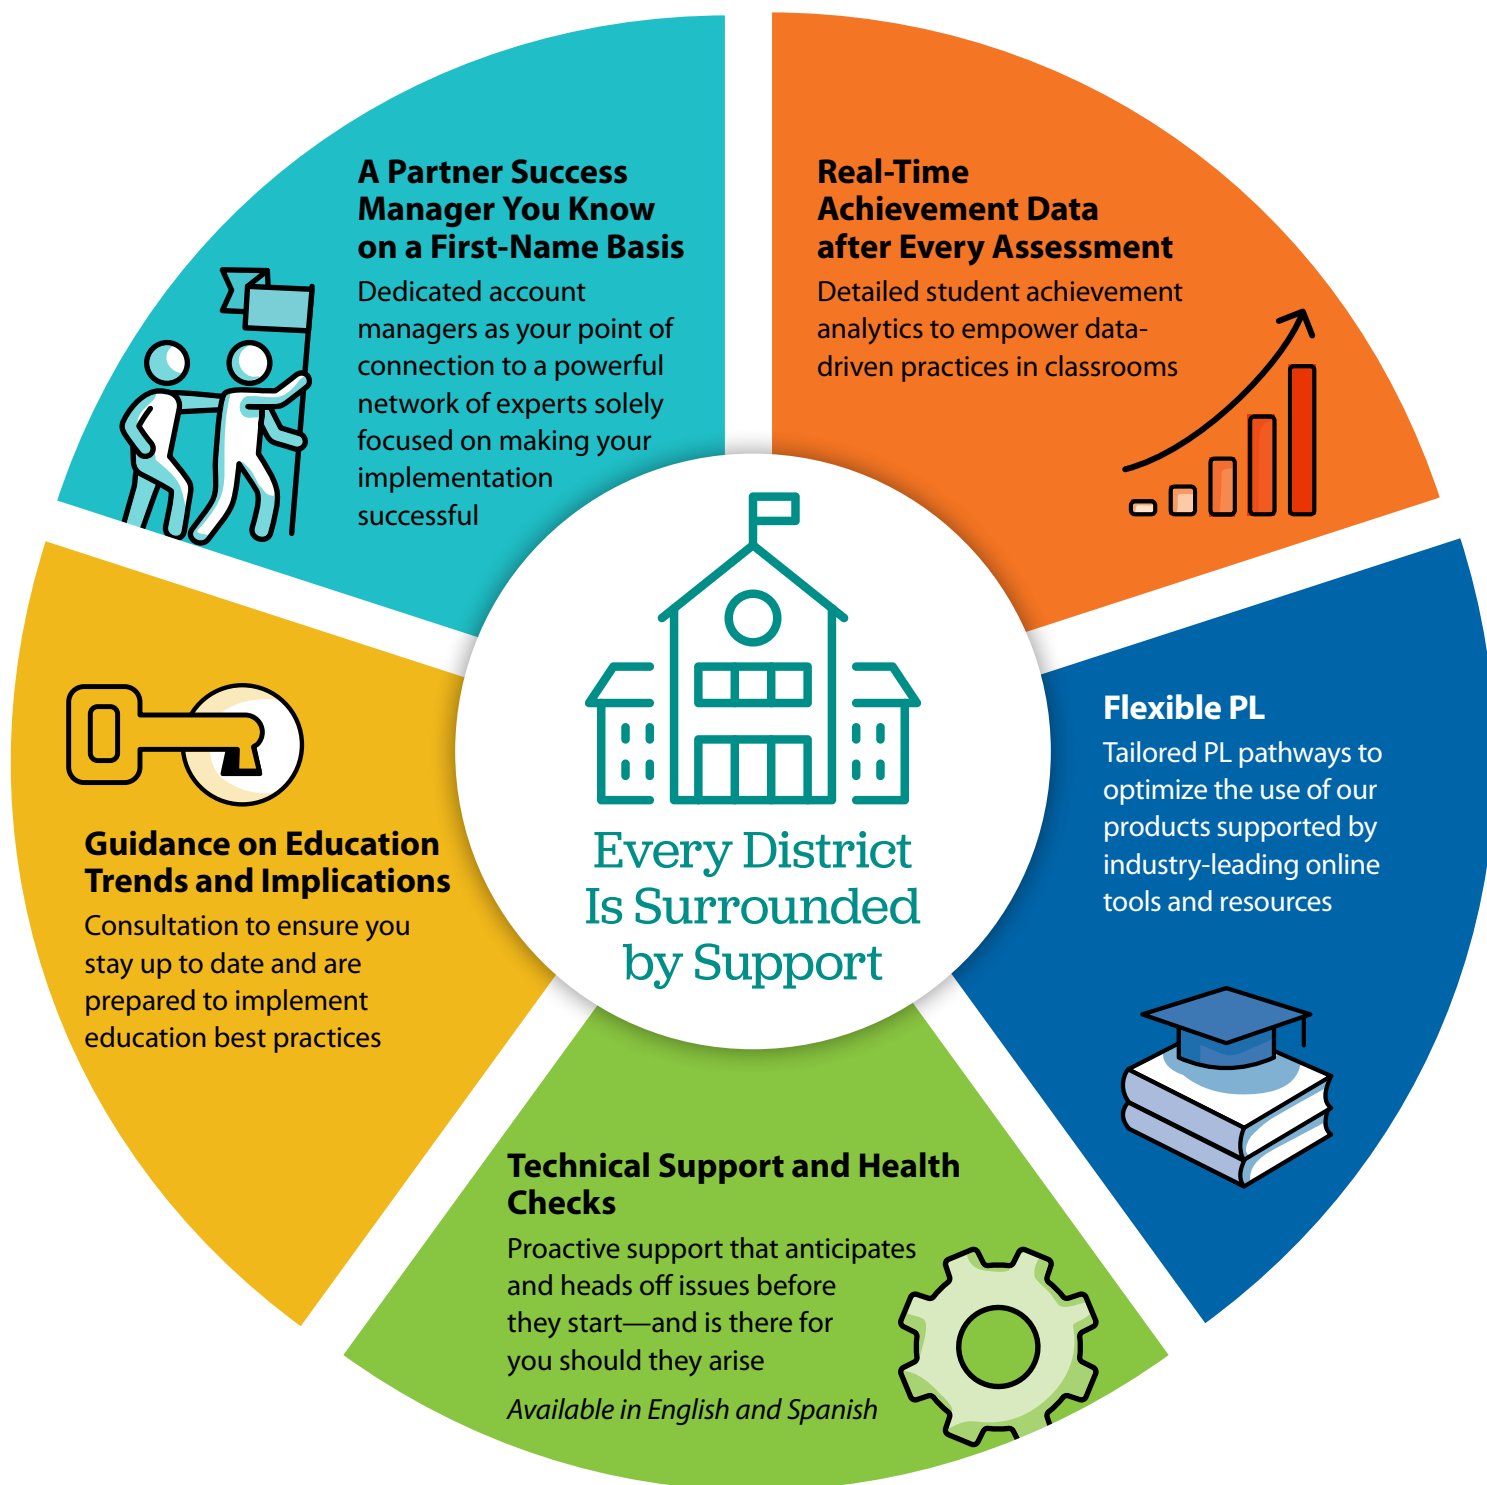 A Partner Success
Manager You Know
on a First-Name Basis
Dedicated account
managers as your point of
connection to a powerful
network of experts solely
focused on making your
implementation
successful
Real-Time
Achievement Data
after Every Assessment
Detailed student achievement
analytics to empower data-
driven practices in classrooms
Flexible PL
Tailored PL pathways to
optimize the use of our
products supported by
industry-leading online
tools and resources
Technical Support and Health
Checks
Proactive support that anticipates
and heads off issues before
they start—and is there for
you should they arise
Available in English and Spanish
Guidance on Education
Trends and Implications
Consultation to ensure you
stay up to date and are
prepared to implement
education best practices
Every District
Is Surrounded
by Support